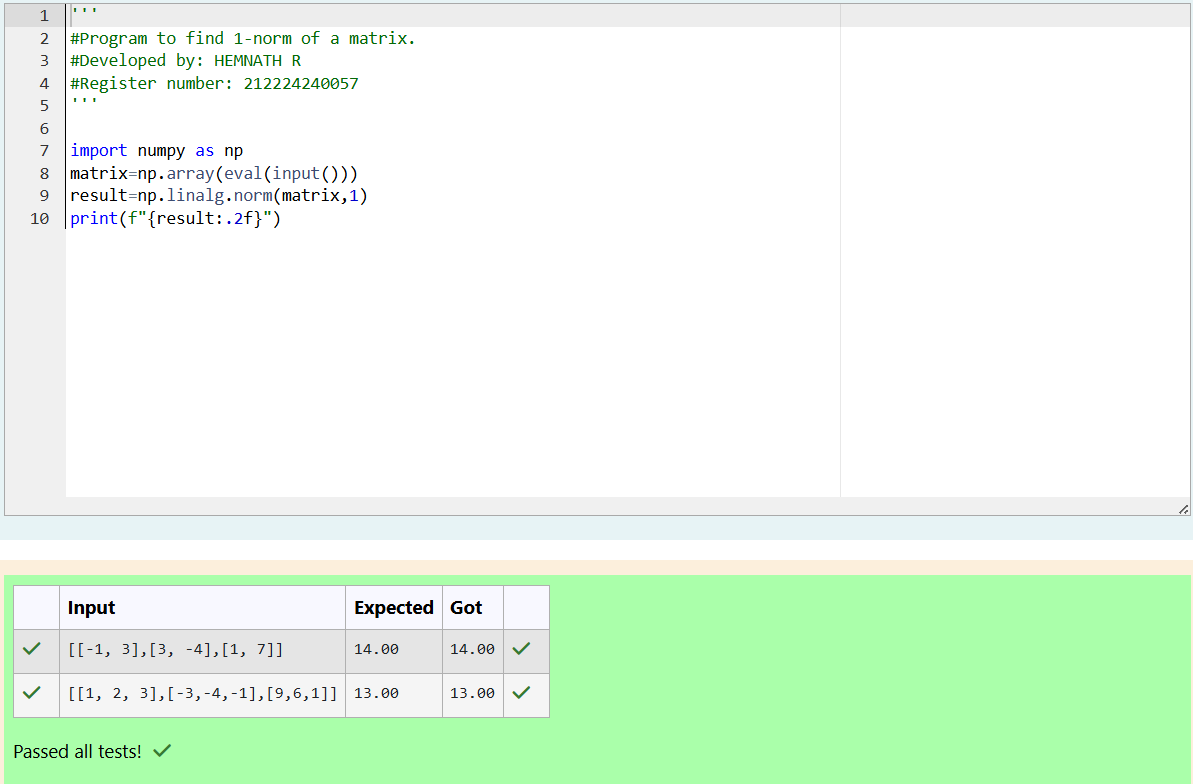 1 '''
2 #Program to find 1-norm of a matrix.
3 #Developed by: HEMNATH R
4 #Register number: 212224240057
5 '''
6
7 import numpy as np
8 matrix=np.array(eval(input()))
9 result=np.linalg.norm(matrix,1)
10 print(f"{result:.2f}")
Input Expected Got
[[-1, 3],[3, -4],[1, 7]] 14.00 14.00
[[1, 2, 3],[-3,-4,-1],[9,6,1]] 13.00 13.00
Passed all tests!